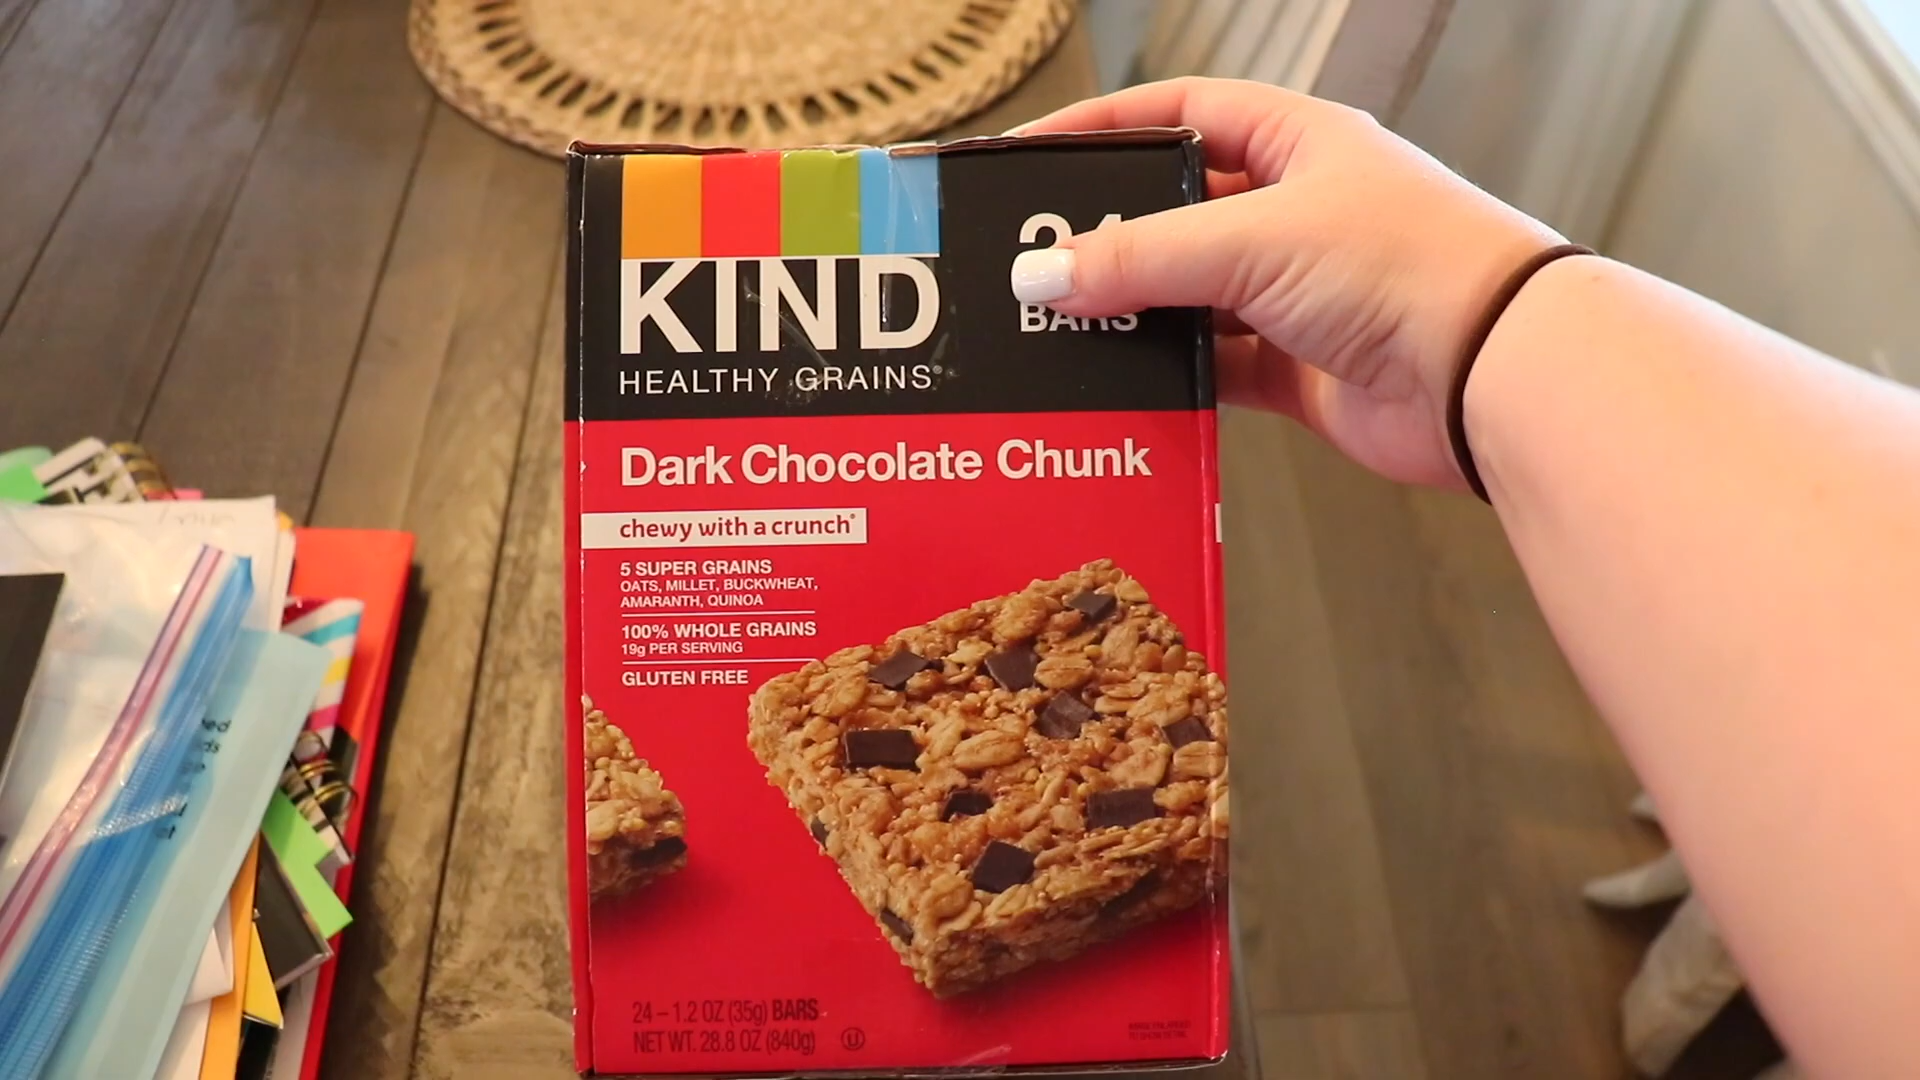 24
BARS
KIND
HEALTHY GRAINS®
Dark Chocolate Chunk
chewy with a crunch®
5 SUPER GRAINS
OATS, MILLET, BUCKWHEAT,
AMARANTH, QUINOA
100% WHOLE GRAINS
19g PER SERVING
GLUTEN FREE
24 – 1.2 OZ (35g) BARS
NET WT. 28.8 OZ (840g)
U